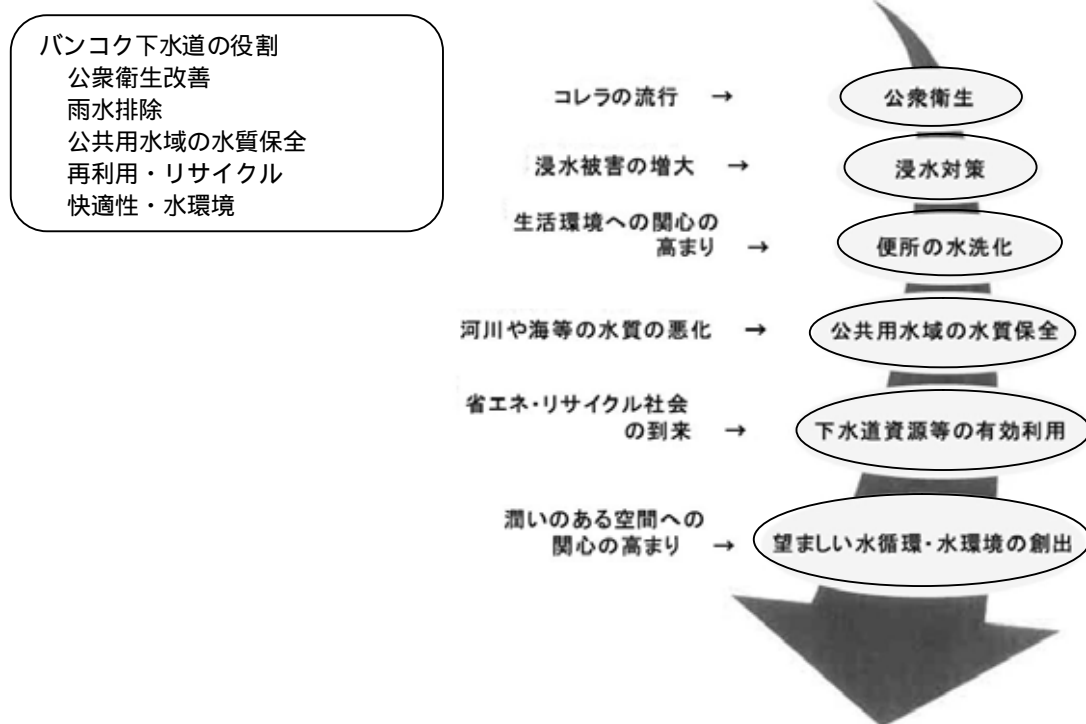 バンコク下水道の役割
公衆衛生改善
雨水排除
公共用水域の水質保全
再利用・リサイクル
快適性・水環境
コレラの流行 → 公衆衛生
浸水被害の増大 → 浸水対策
生活環境への関心の
高まり → 便所の水洗化
河川や海等の水質の悪化 → 公共用水域の水質保全
省エネ・リサイクル社会
の到来 → 下水道資源等の有効利用
潤いのある空間への
関心の高まり → 望ましい水循環・水環境の創出